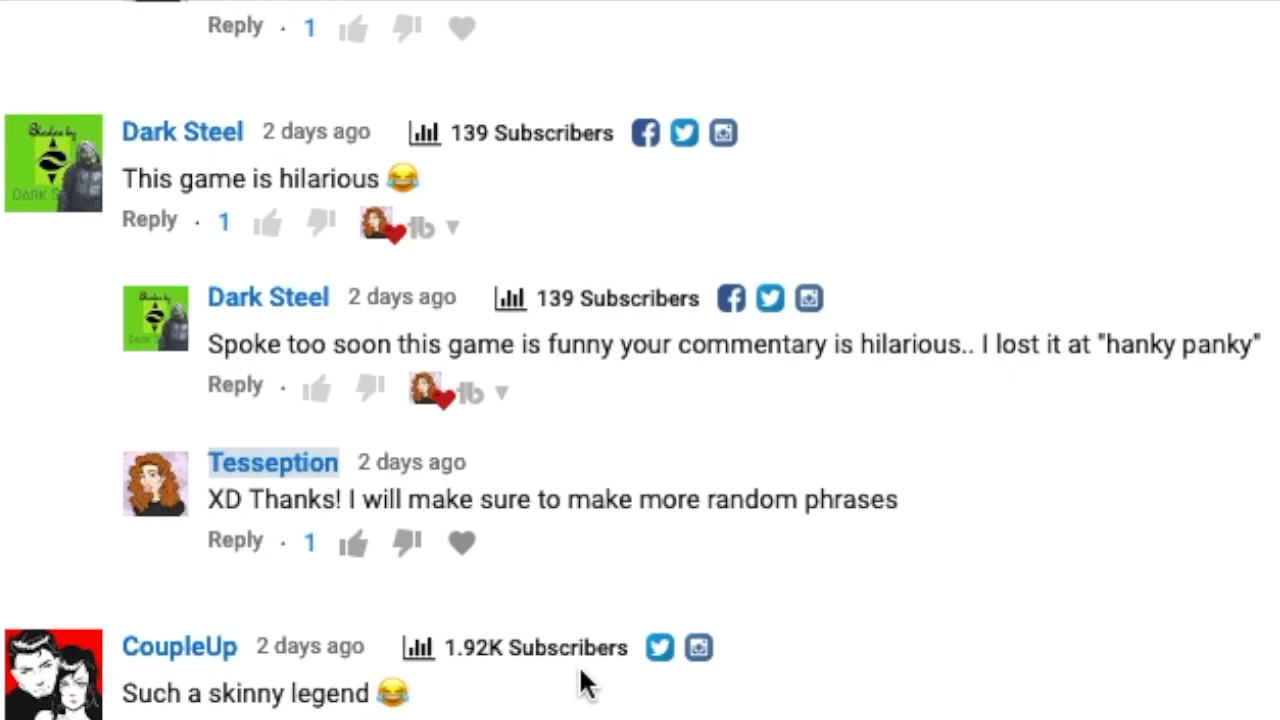 Reply · 1
Dark Steel 2 days ago 139 Subscribers
This game is hilarious 😂
Reply · 1
Dark Steel 2 days ago 139 Subscribers
Spoke too soon this game is funny your commentary is hilarious.. I lost it at "hanky panky"
Reply ·
Tesseption 2 days ago
XD Thanks! I will make sure to make more random phrases
Reply · 1
CoupleUp 2 days ago 1.92K Subscribers
Such a skinny legend 😂